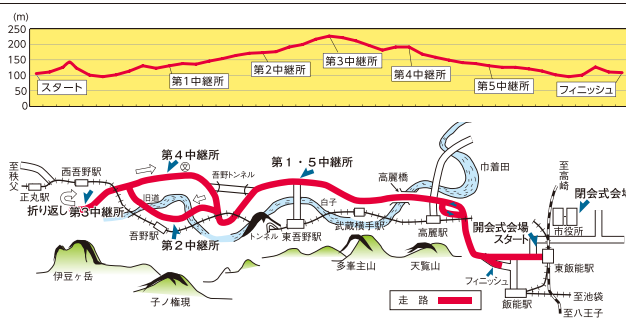 (m)
250
200
150
100
50
0
スタート
第1中継所
第2中継所
第3中継所
第4中継所
第5中継所
フィニッシュ
至秩父
正丸駅
西吾野駅
折り返し
第3中継所
第4中継所
旧道
吾野駅
第2中継所
吾野トンネル
第1・5中継所
トンネル
東吾野駅
白子
武蔵横手駅
高麗橋
高麗駅
巾着田
至高崎
閉会式会場
市役所
開会式会場
スタート
東飯能駅
フィニッシュ
飯能駅
至池袋
至八王子
伊豆ヶ岳
子ノ権現
多峯主山
天覧山
走路